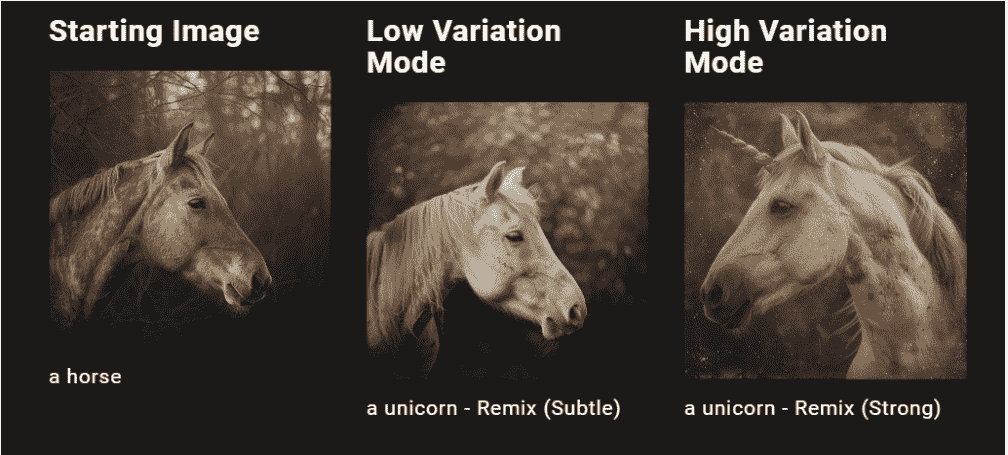 Starting Image
a horse
Low Variation
Mode
a unicorn - Remix (Subtle)
High Variation
Mode
a unicorn - Remix (Strong)